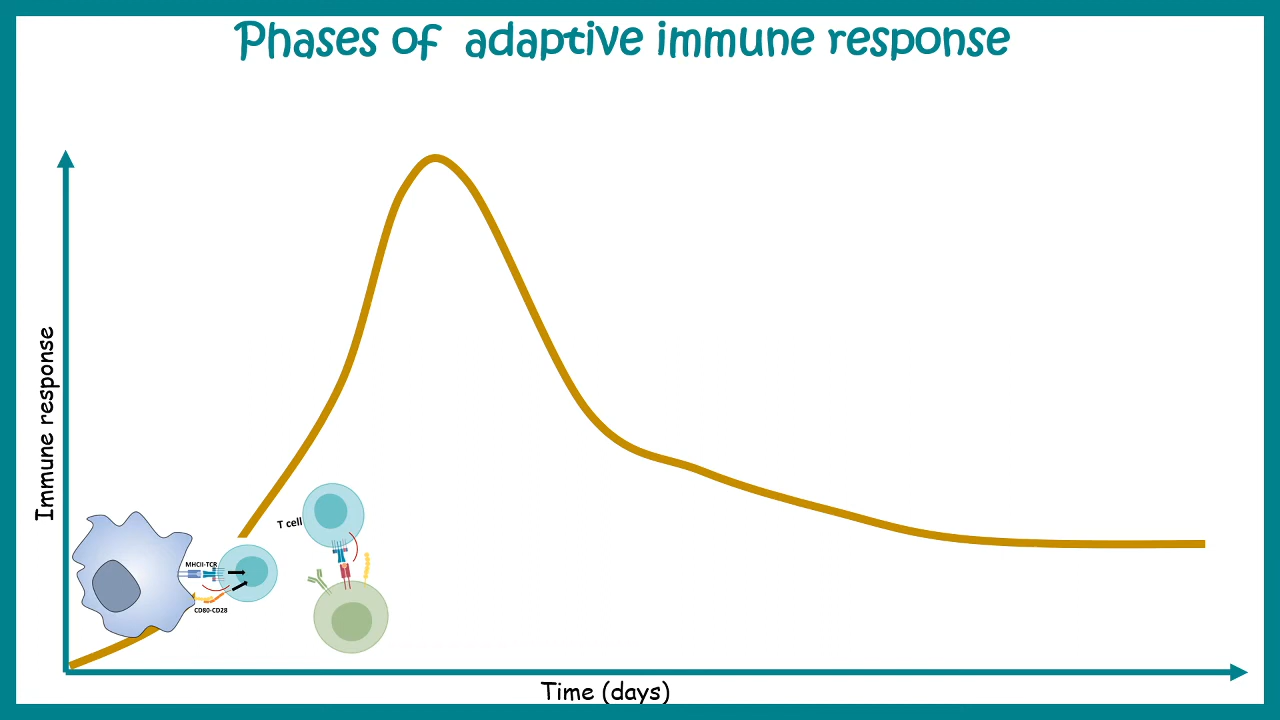 Phases of adaptive immune response
Immune response
T cell
MHCII-TCR
CD80-CD28
Time (days)